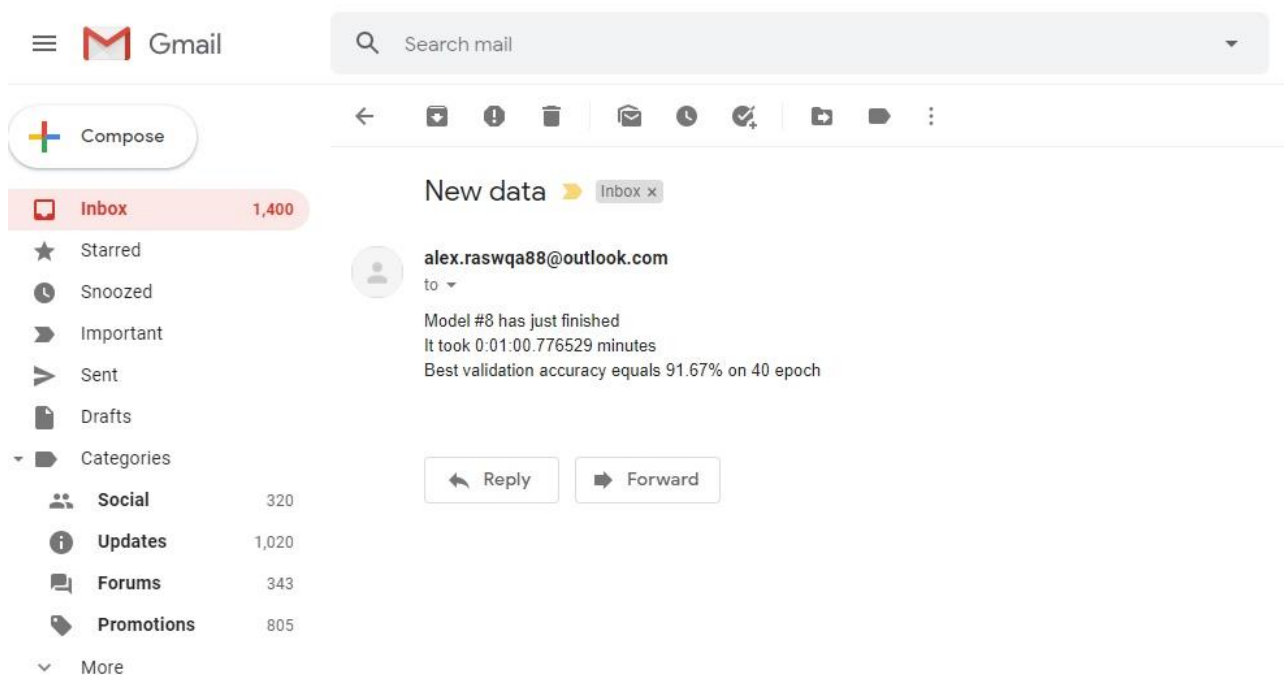 Gmail
Search mail
Compose
Inbox 1,400
Starred
Snoozed
Important
Sent
Drafts
Categories
Social 320
Updates 1,020
Forums 343
Promotions 805
More
New data Inbox x
alex.raswqa88@outlook.com
to
Model #8 has just finished
It took 0:01:00.776529 minutes
Best validation accuracy equals 91.67% on 40 epoch
Reply Forward